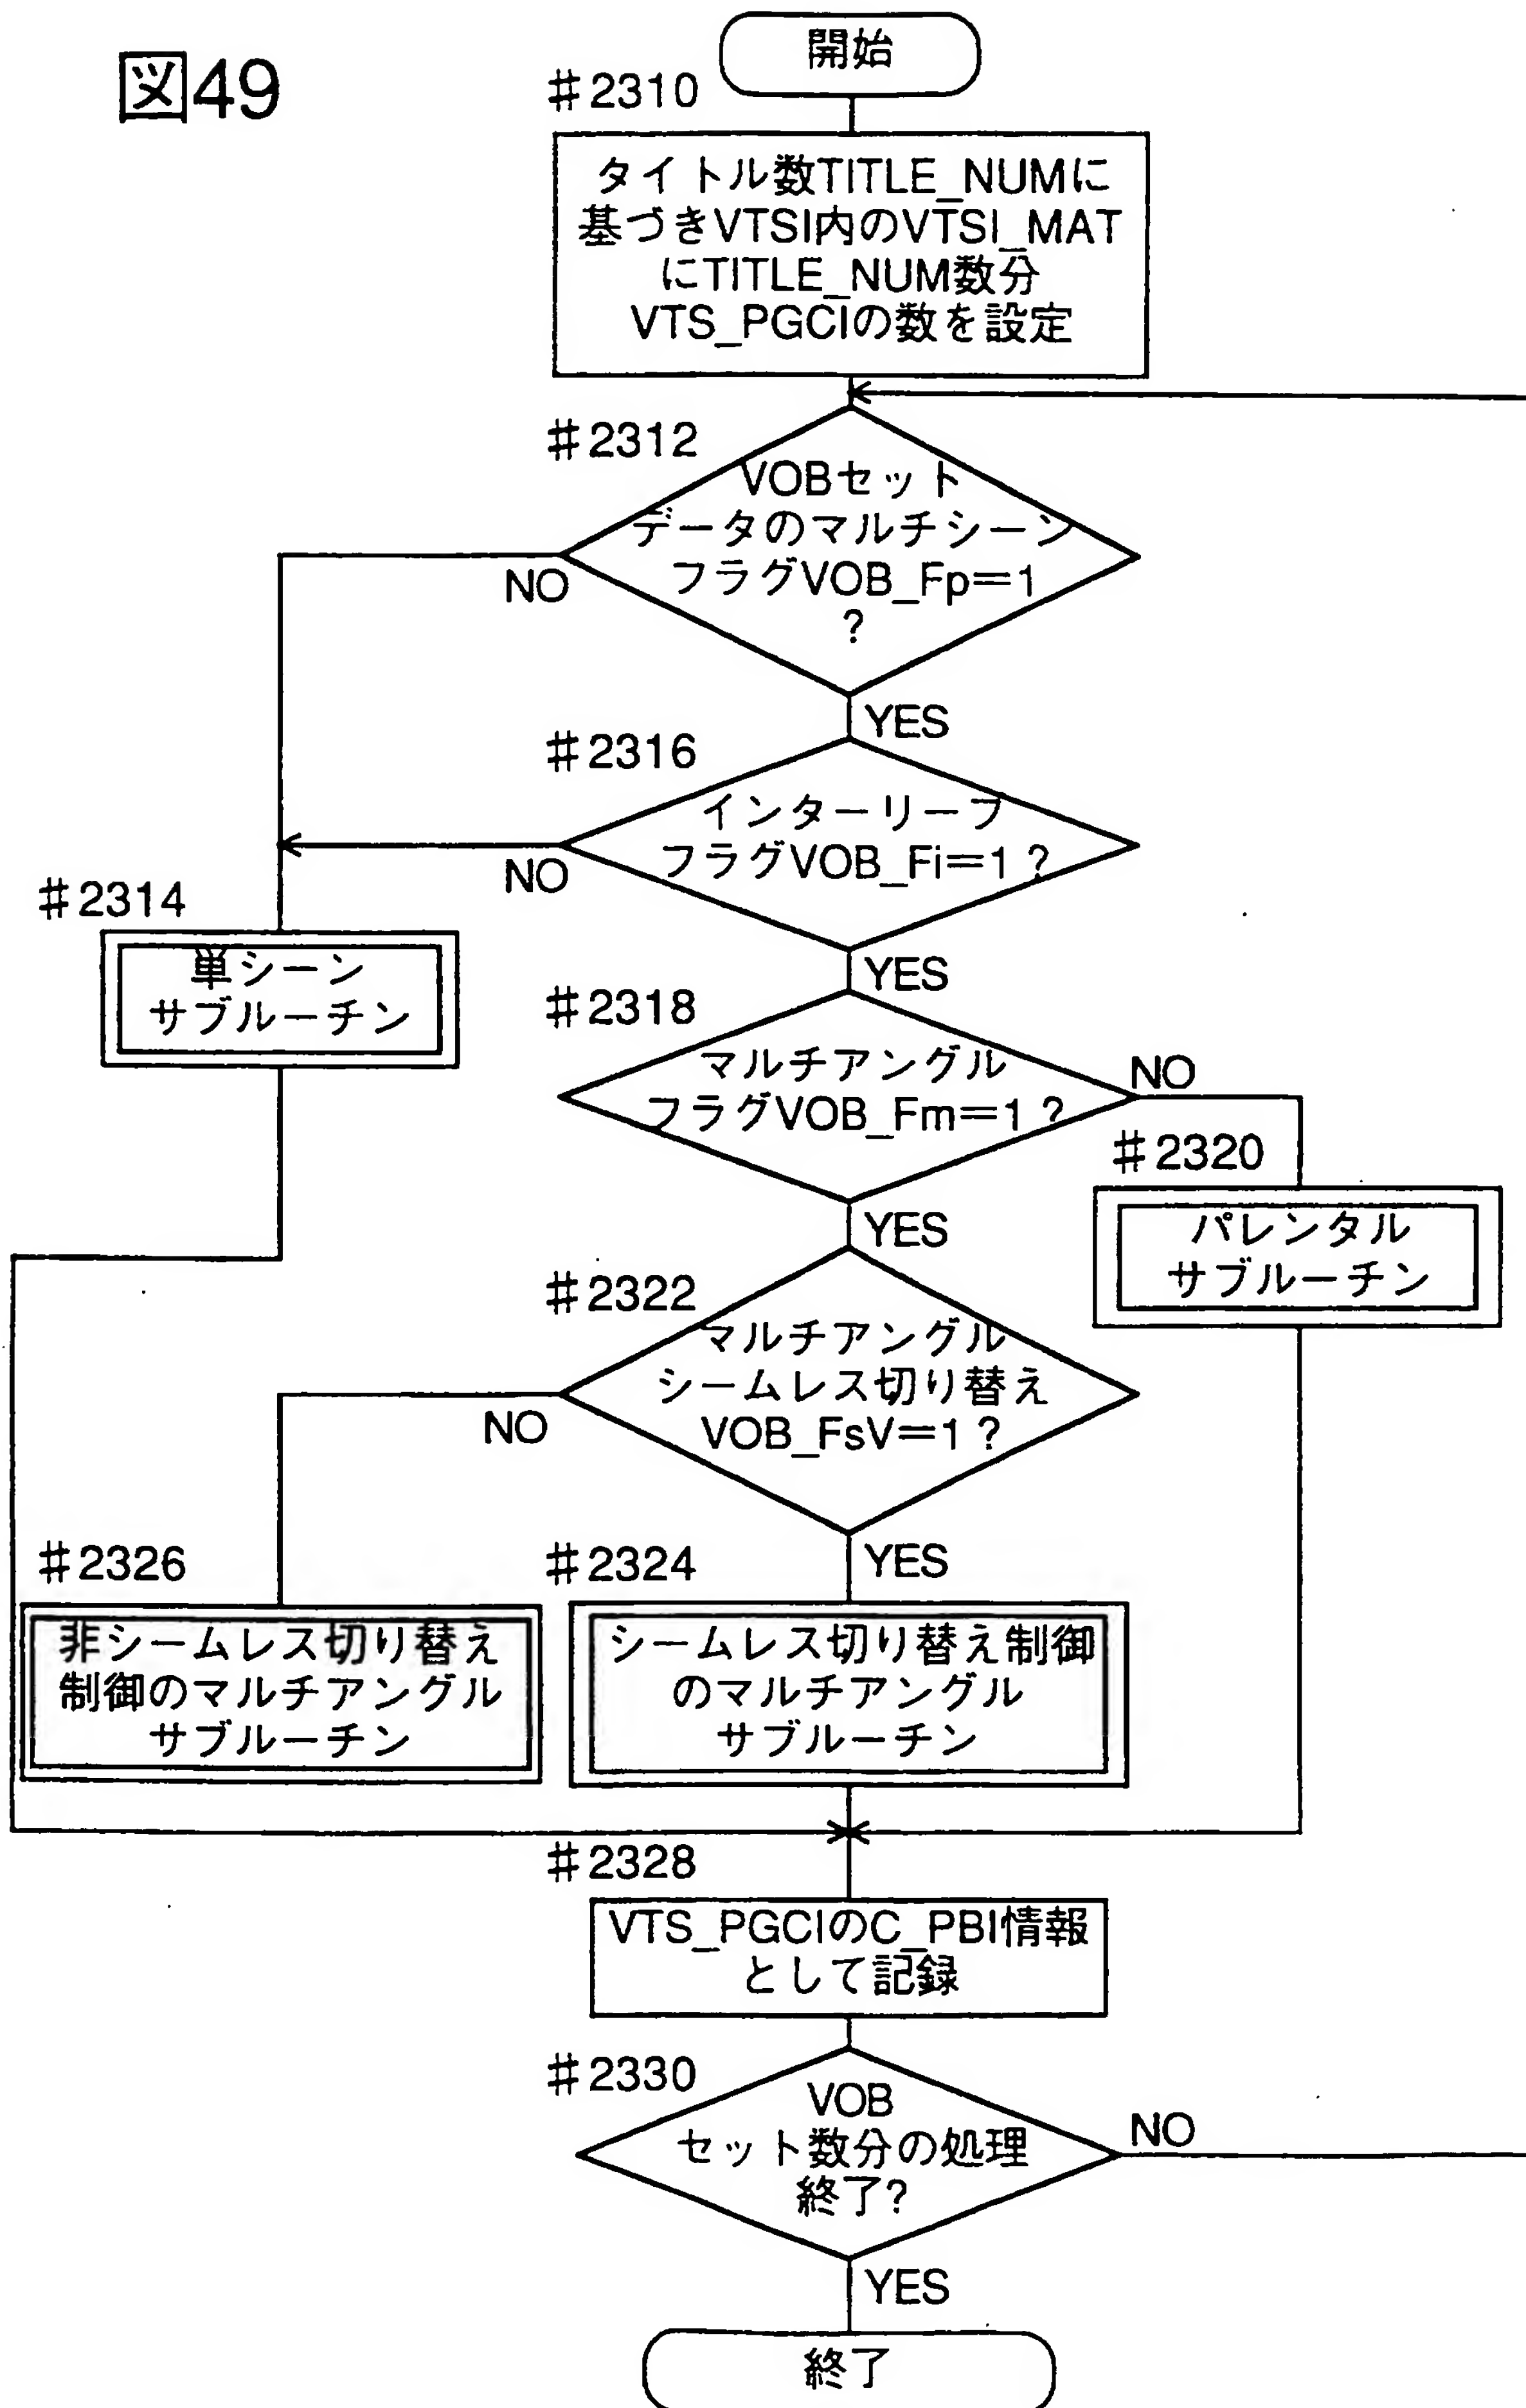 図49
開始
#2310
タイトル数TITLE_NUMに
基づきVTSI内のVTSI_MAT
にTITLE_NUM数分
VTS_PGCIの数を設定
#2312
VOBセット
データのマルチシーン
フラグVOB_Fp=1
?
NO
YES
#2316
インターリーフ
フラグVOB_Fi=1?
NO
YES
#2314
単シーン
サブルーチン
#2318
マルチアングル
フラグVOB_Fm=1?
NO
YES
#2320
パレンタル
サブルーチン
#2322
マルチアングル
シームレス切り替え
VOB_FsV=1?
NO
YES
#2326
非シームレス切り替え
制御のマルチアングル
サブルーチン
#2324
シームレス切り替え制御
のマルチアングル
サブルーチン
#2328
VTS_PGCIのC_PBI情報
として記録
#2330
VOB
セット数分の処理
終了?
NO
YES
終了